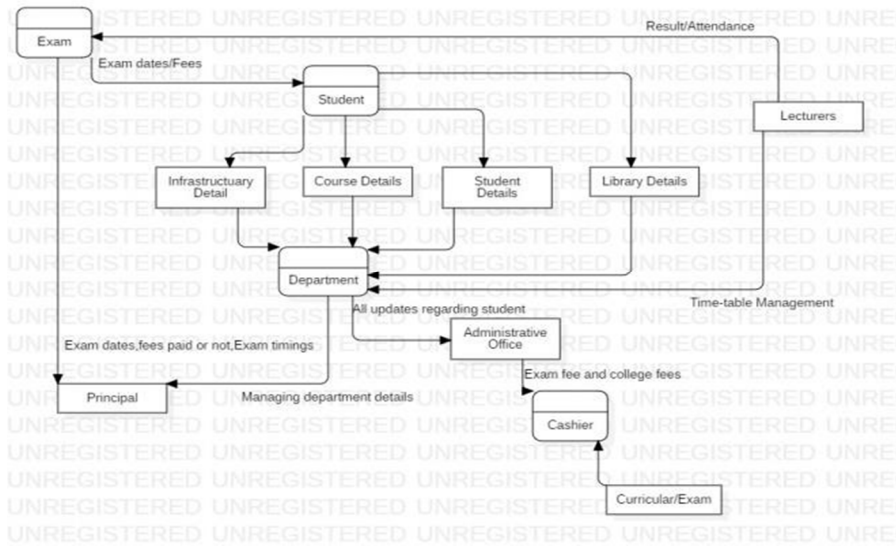 Result/Attendance
Exam
Exam dates/Fees
Student
Lecturers
Infrastructuary
Detail
Course Details
Student
Details
Library Details
Department
Time-table Management
All updates regarding student
Administrative
Office
Exam dates,fees paid or not,Exam timings
Exam fee and college fees
Principal
Managing department details
Cashier
Curricular/Exam
UNREGISTERED